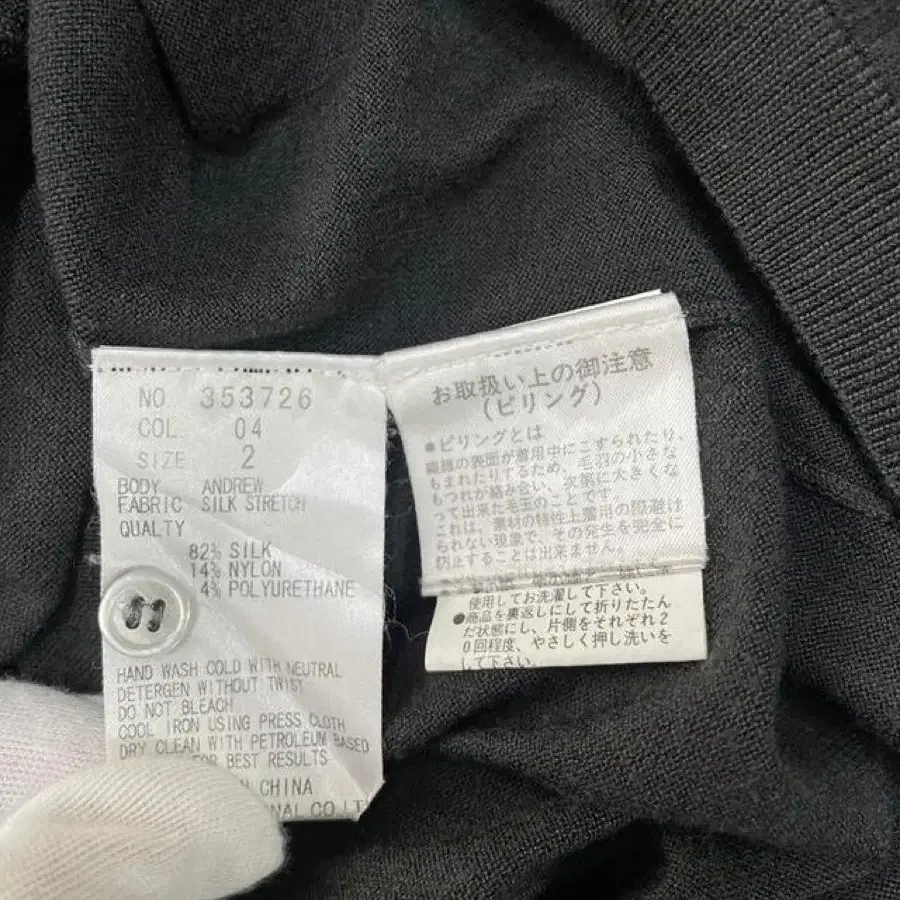 NO. 353726
COL. 04
SIZE 2
BODY ANDREW
FABRIC SILK STRETCH
QUALTY
82% SILK
14% NYLON
4% POLYURETHANE
HAND WASH COLD WITH NEUTRAL
DETERGEN WITHOUT TWIST
DO NOT BLEACH
COOL IRON USING PRESS CLOTH
DRY CLEAN WITH PETROLEUM BASED
FOR BEST RESULTS
CHINA
NAL CO LT
お取扱い上の御注意
(ピリング)
●ピリングとは
繊維の表面が着用中にこすられたり、
もまれたりするため、毛羽の小さな
もつれが絡み合い、次第に大きくな
って出来た毛玉のことです。
これは、素材の特性上着用の際避け
られない現象で、その発生を完全に
防止することは出来ません。
使用してお洗濯して下さい。
●商品を裏返しにして折りたたん
だ状態にし、片側をそれぞれ2
0回程度、やさしく押し洗いを
して下さい。